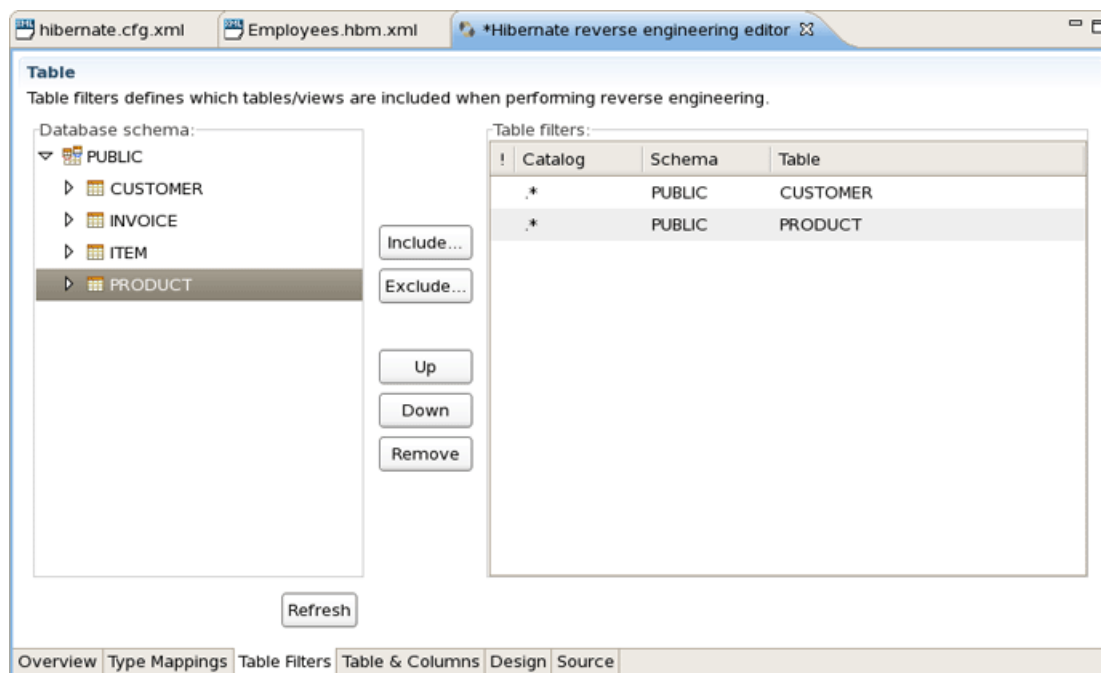 hibernate.cfg.xml Employees.hbm.xml *Hibernate reverse engineering editor
Table
Table filters defines which tables/views are included when performing reverse engineering.
Database schema:
PUBLIC
CUSTOMER
INVOICE
ITEM
PRODUCT
Include...
Exclude...
Up
Down
Remove
Refresh
Table filters:
! Catalog Schema Table
.* PUBLIC CUSTOMER
.* PUBLIC PRODUCT
Overview Type Mappings Table Filters Table & Columns Design Source